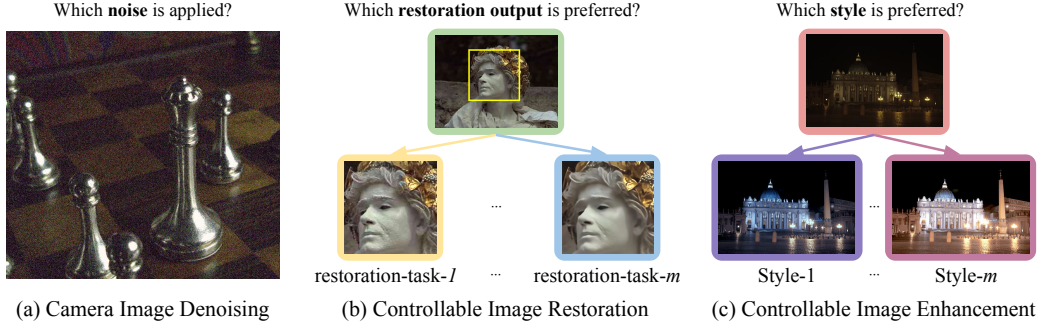 Which noise is applied?
Which restoration output is preferred?
Which style is preferred?
...
...
restoration-task-1 ... restoration-task-m
Style-1 ... Style-m
(a) Camera Image Denoising
(b) Controllable Image Restoration
(c) Controllable Image Enhancement